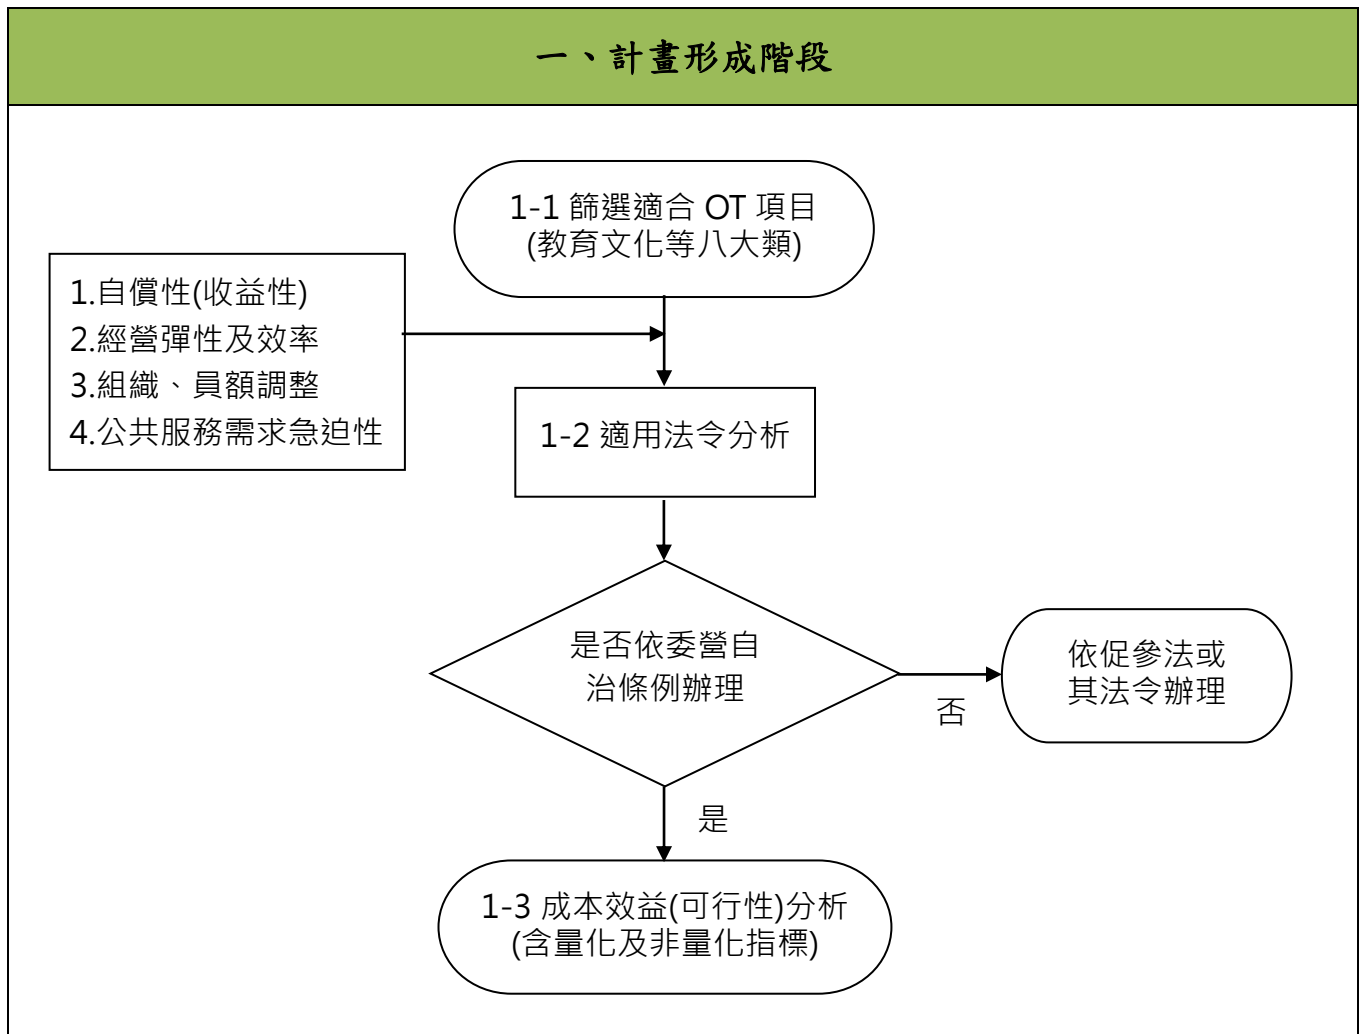 一、計畫形成階段
1-1 篩選適合 OT 項目
(教育文化等八大類)
1.自償性(收益性)
2.經營彈性及效率
3.組織、員額調整
4.公共服務需求急迫性
1-2 適用法令分析
是否依委營自
治條例辦理
否
依促參法或
其法令辦理
是
1-3 成本效益(可行性)分析
(含量化及非量化指標)